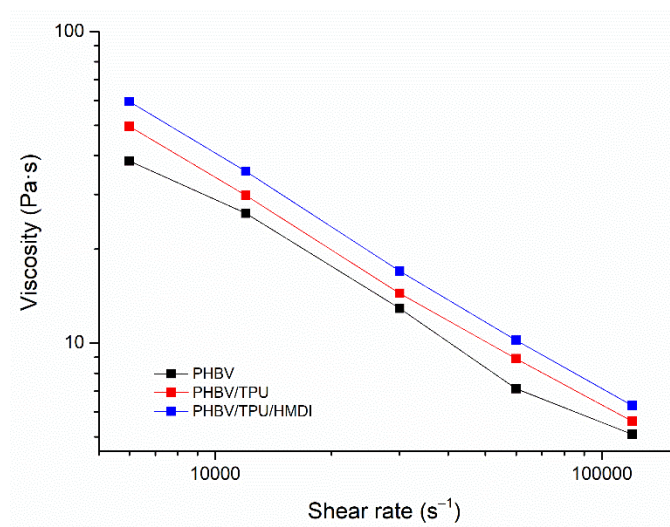 100
Viscosity (Pa·s)
10
PHBV
PHBV/TPU
PHBV/TPU/HMDI
10000
100000
Shear rate (s⁻¹)